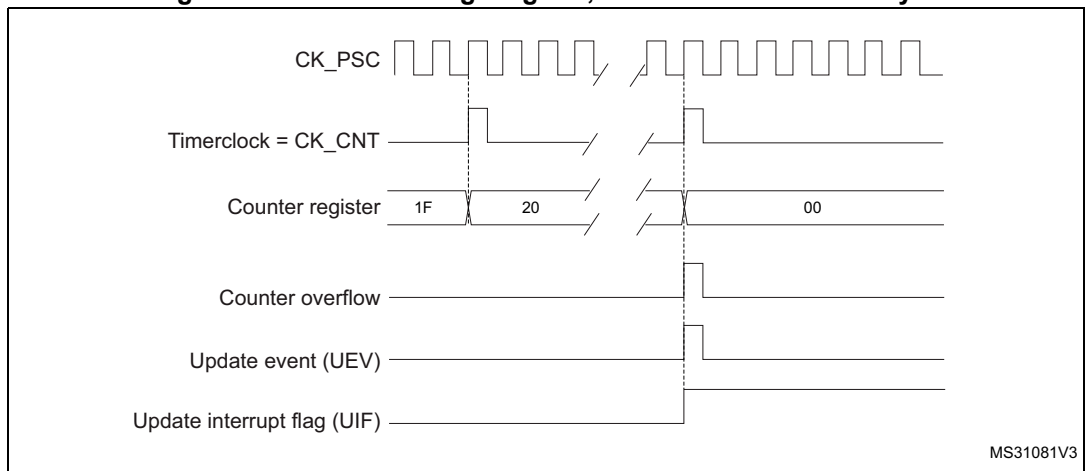 CK_PSC
Timerclock = CK_CNT
Counter register 1F 20 00
Counter overflow
Update event (UEV)
Update interrupt flag (UIF)
MS31081V3